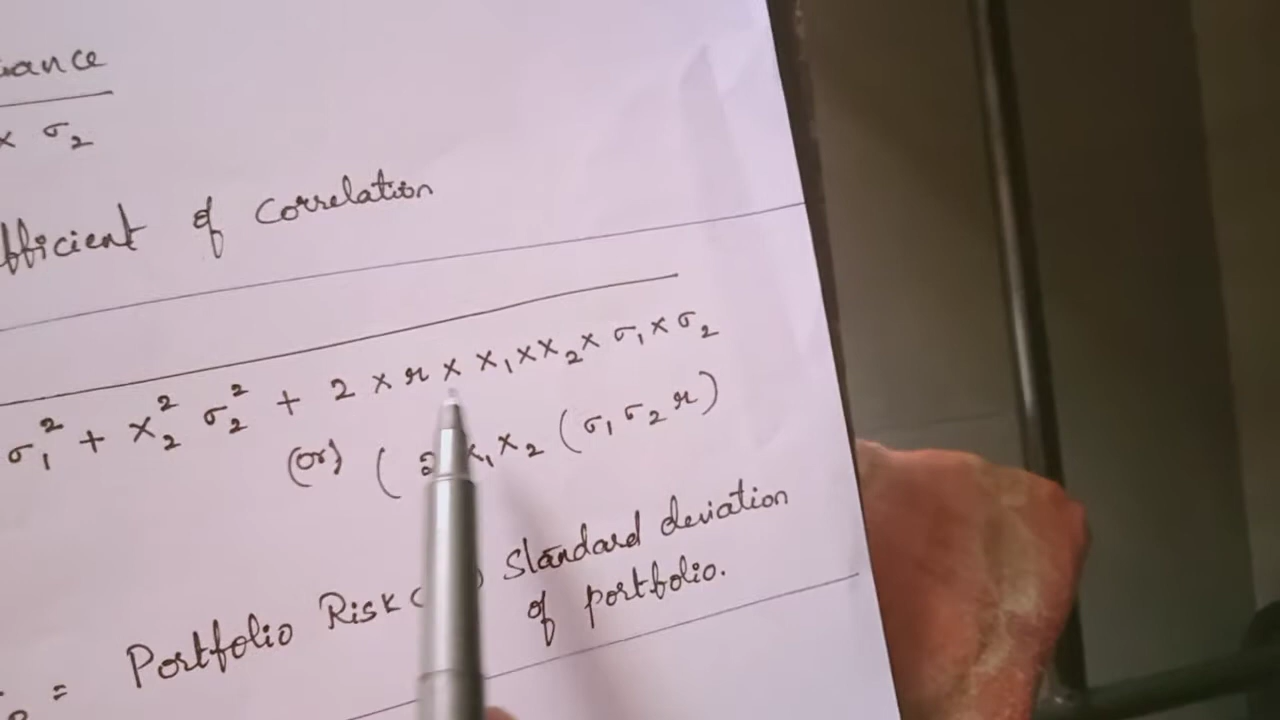 iance
× σ₂
fficient of Correlation
σ₁² + X₂² σ₂² + 2 × r × X₁ × X₂ × σ₁ × σ₂
(or) ( 2 X₁ X₂ (σ₁ σ₂ r)
= Portfolio Risk ( ) Standard deviation
of portfolio.